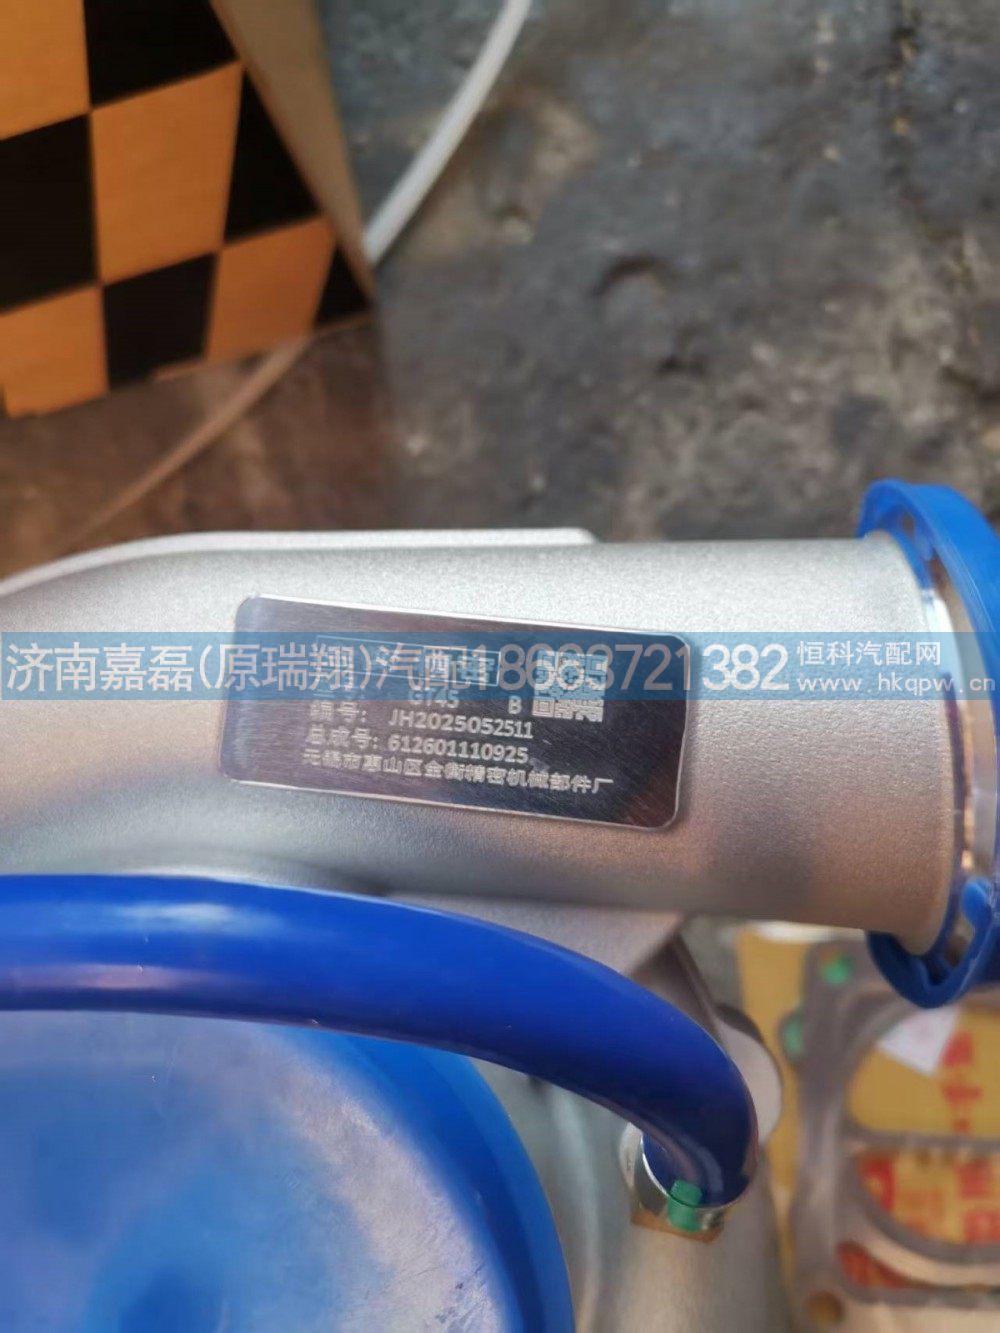 济南嘉磊(原瑞翔)汽配18663721382
恒科汽配网
www.hkqpw.cn
GT45 B
编号: JH2025052511
总成号: 612601110925
无锡市惠山区金衡精密机械部件厂